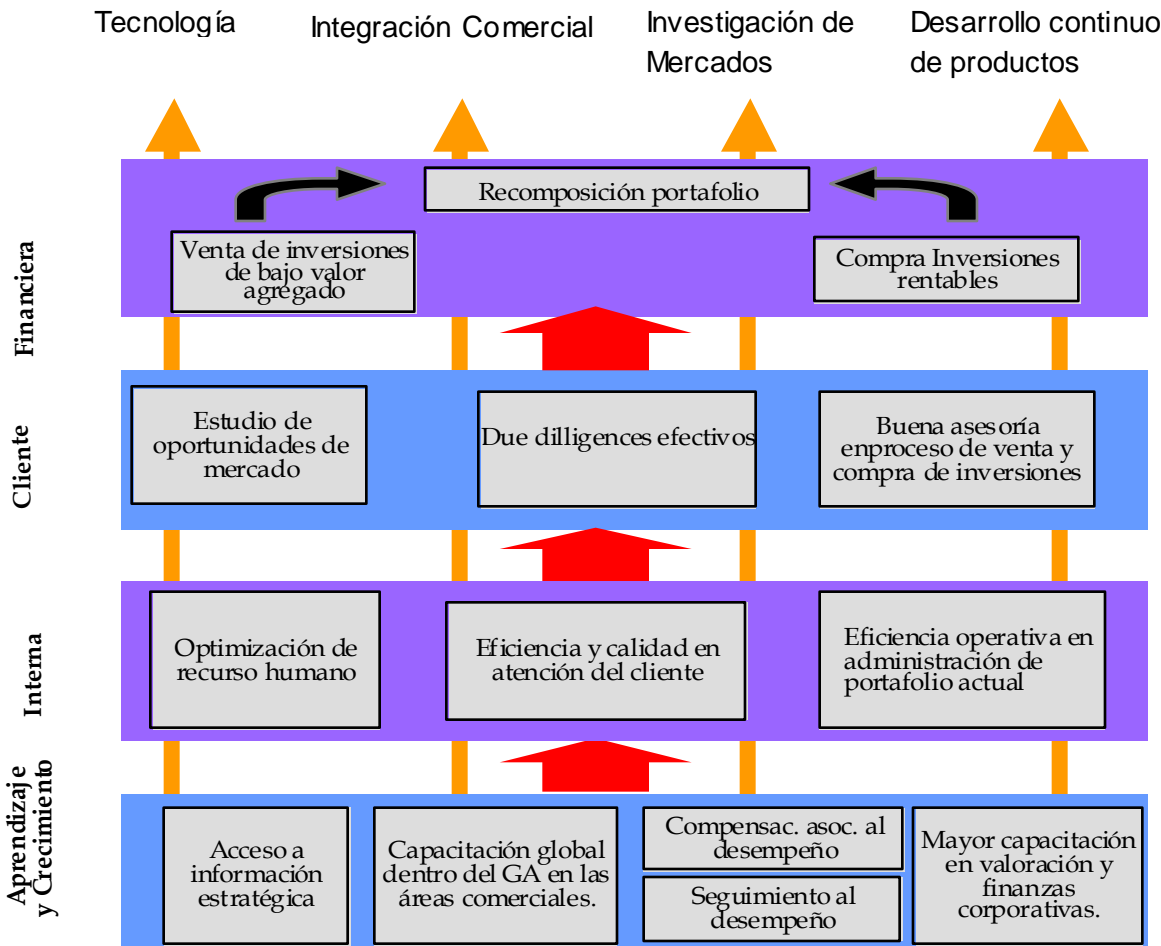 Tecnología
Integración Comercial
Investigación de
Mercados
Desarrollo continuo
de productos
Financiera
Recomposición portafolio
Venta de inversiones
de bajo valor
agregado
Compra Inversiones
rentables
Cliente
Estudio de
oportunidades de
mercado
Due dilligences efectivos
Buena asesoría
enproceso de venta y
compra de inversiones
Interna
Optimización de
recurso humano
Eficiencia y calidad en
atención del cliente
Eficiencia operativa en
administración de
portafolio actual
Aprendizaje
y Crecimiento
Acceso a
información
estratégica
Capacitación global
dentro del GA en las
áreas comerciales.
Compensac. asoc. al
desempeño
Seguimiento al
desempeño
Mayor capacitación
en valoración y
finanzas
corporativas.